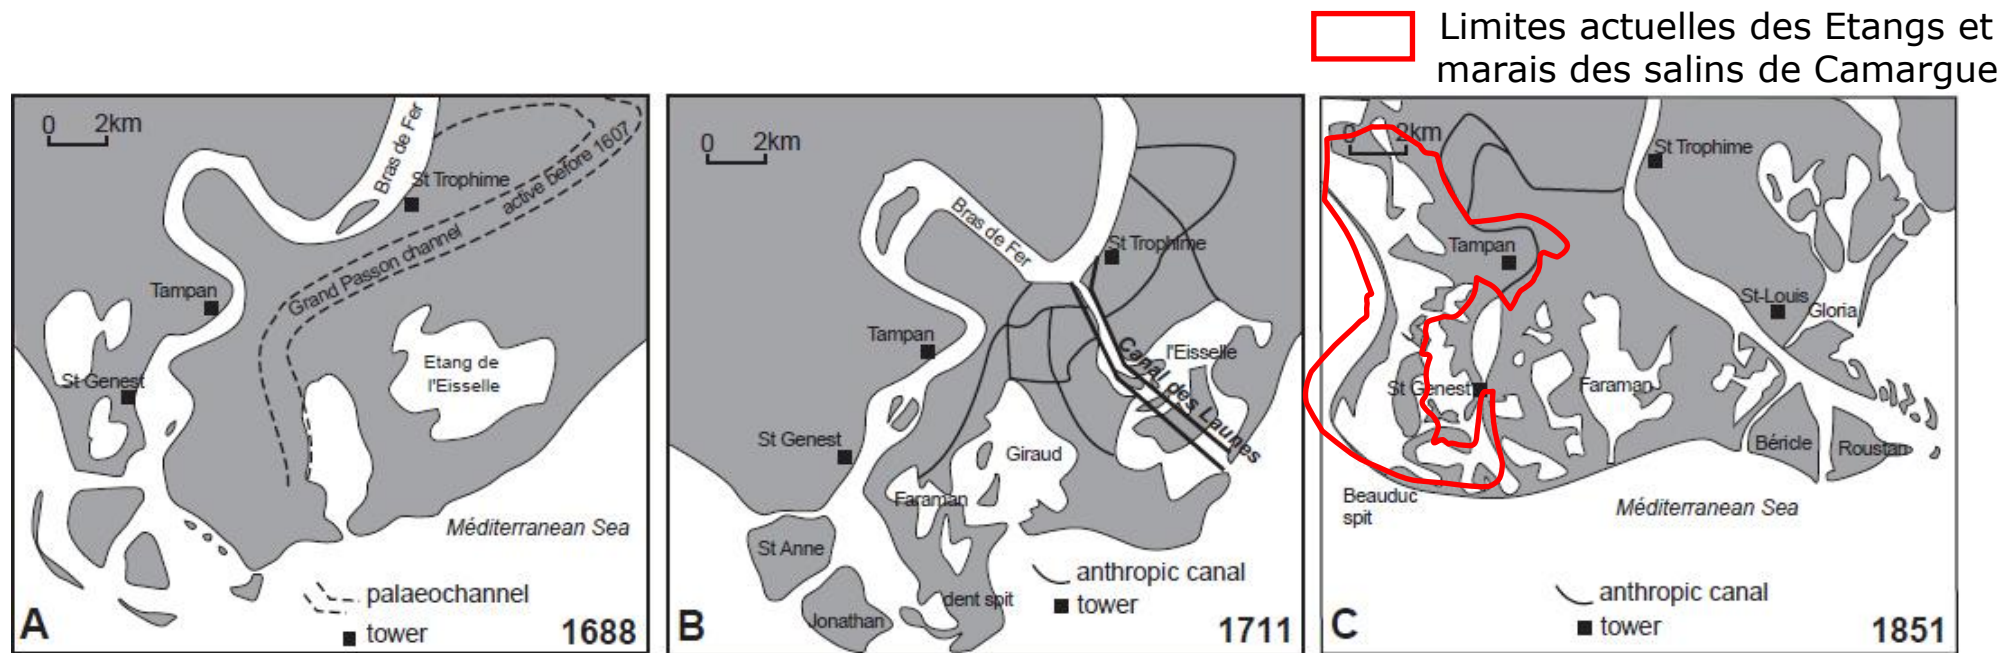 Limites actuelles des Etangs et
marais des salins de Camargue
0 2km
Bras de Fer
St Trophime
active before 1607
Grand Passon channel
Tampan
Etang de
l'Eisselle
St Genest
Méditerranean Sea
palaeochannel
tower
A
1688
0 2km
Bras de Fer
St Trophime
Tampan
l'Eisselle
Canal des Launes
St Genest
Giraud
Faraman
St Anne
anthropic canal
dent spit
tower
Jonathan
B
1711
0 2km
St Trophime
Tampan
St-Louis
Gloria
St Genest
Faraman
Béricle
Roustan
Beauduc
spit
Méditerranean Sea
anthropic canal
tower
C
1851